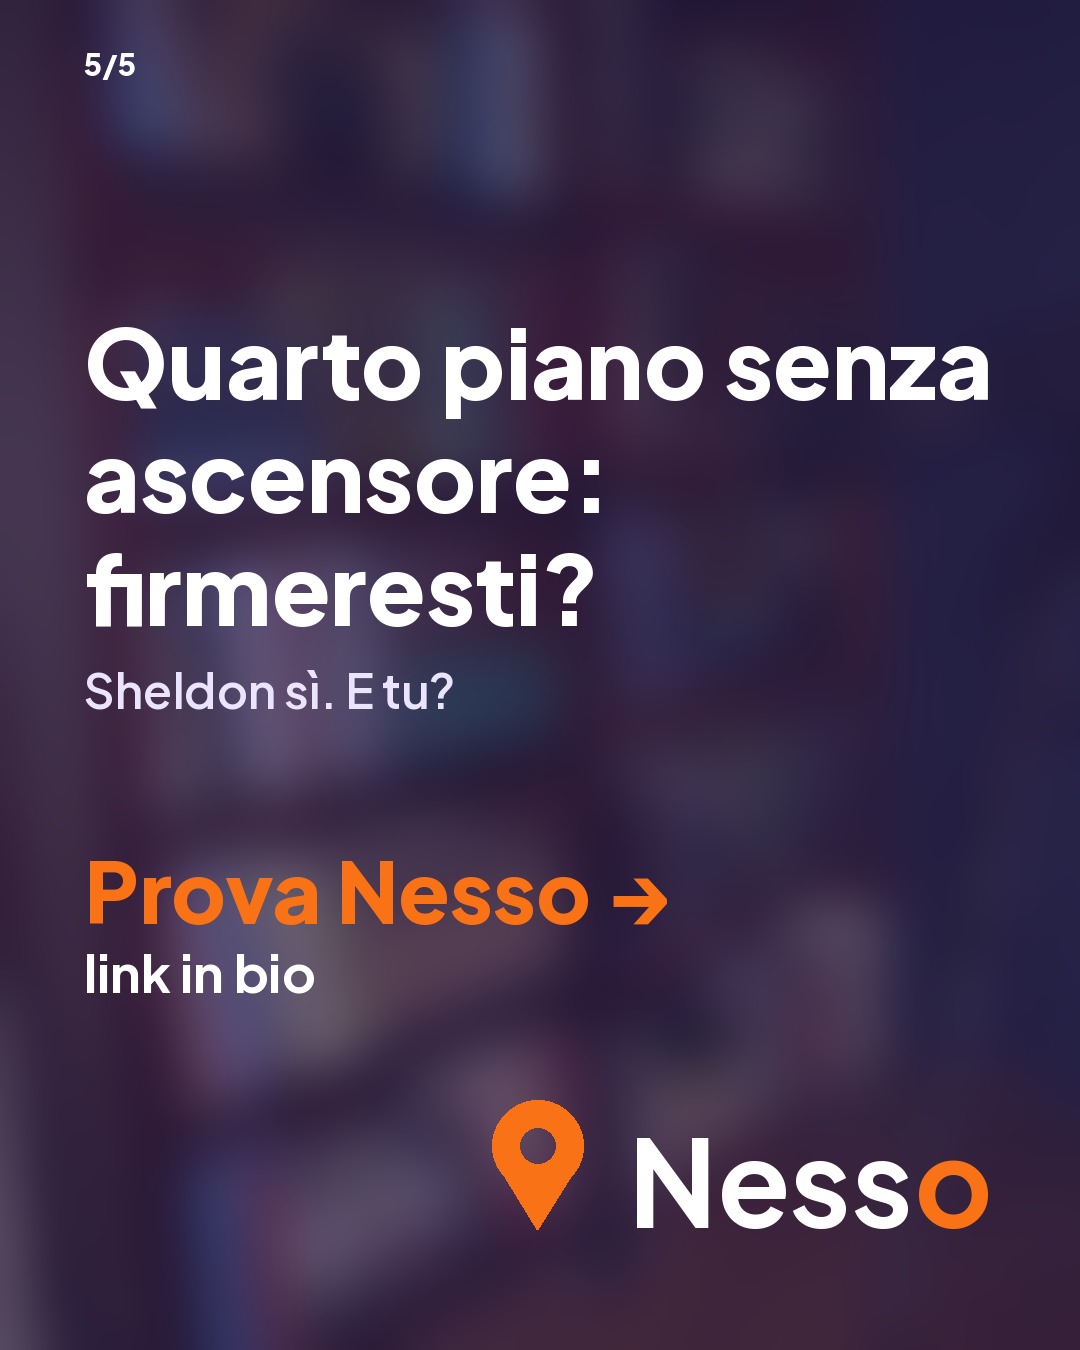 5/5
Quarto piano senza
ascensore:
firmeresti?
Sheldon sì. E tu?
Prova Nesso →
link in bio
Nesso